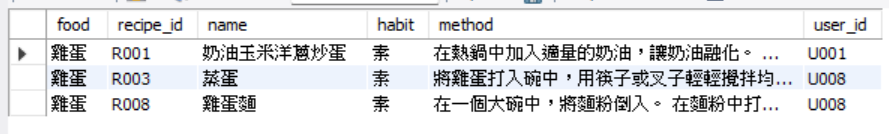 food recipe_id name habit method user_id
雞蛋 R001 奶油玉米洋蔥炒蛋 素 在熱鍋中加入適量的奶油，讓奶油融化。 ... U001
雞蛋 R003 蒸蛋 素 將雞蛋打入碗中，用筷子或叉子輕輕攪拌均... U008
雞蛋 R008 雞蛋麵 素 在一個大碗中，將麵粉倒入。 在麵粉中打... U008